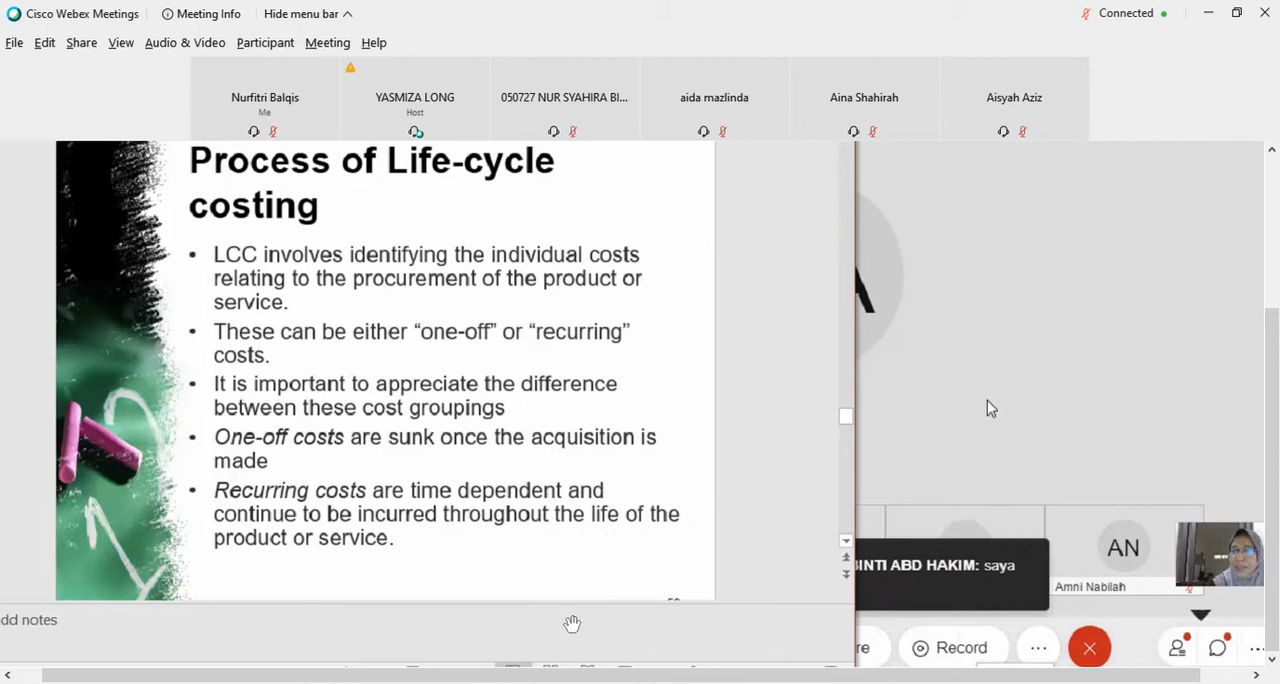 Cisco Webex Meetings
Meeting Info
Hide menu bar
Connected
File Edit Share View Audio & Video Participant Meeting Help
Nurfitri Balqis
Me
YASMIZA LONG
Host
050727 NUR SYAHIRA BI...
aida mazlinda
Aina Shahirah
Aisyah Aziz
Process of Life-cycle
costing
• LCC involves identifying the individual costs
relating to the procurement of the product or
service.
• These can be either “one-off” or “recurring”
costs.
• It is important to appreciate the difference
between these cost groupings
• One-off costs are sunk once the acquisition is
made
• Recurring costs are time dependent and
continue to be incurred throughout the life of the
product or service.
dd notes
AN
Amni Nabilah
BINTI ABD HAKIM: saya
re
Record